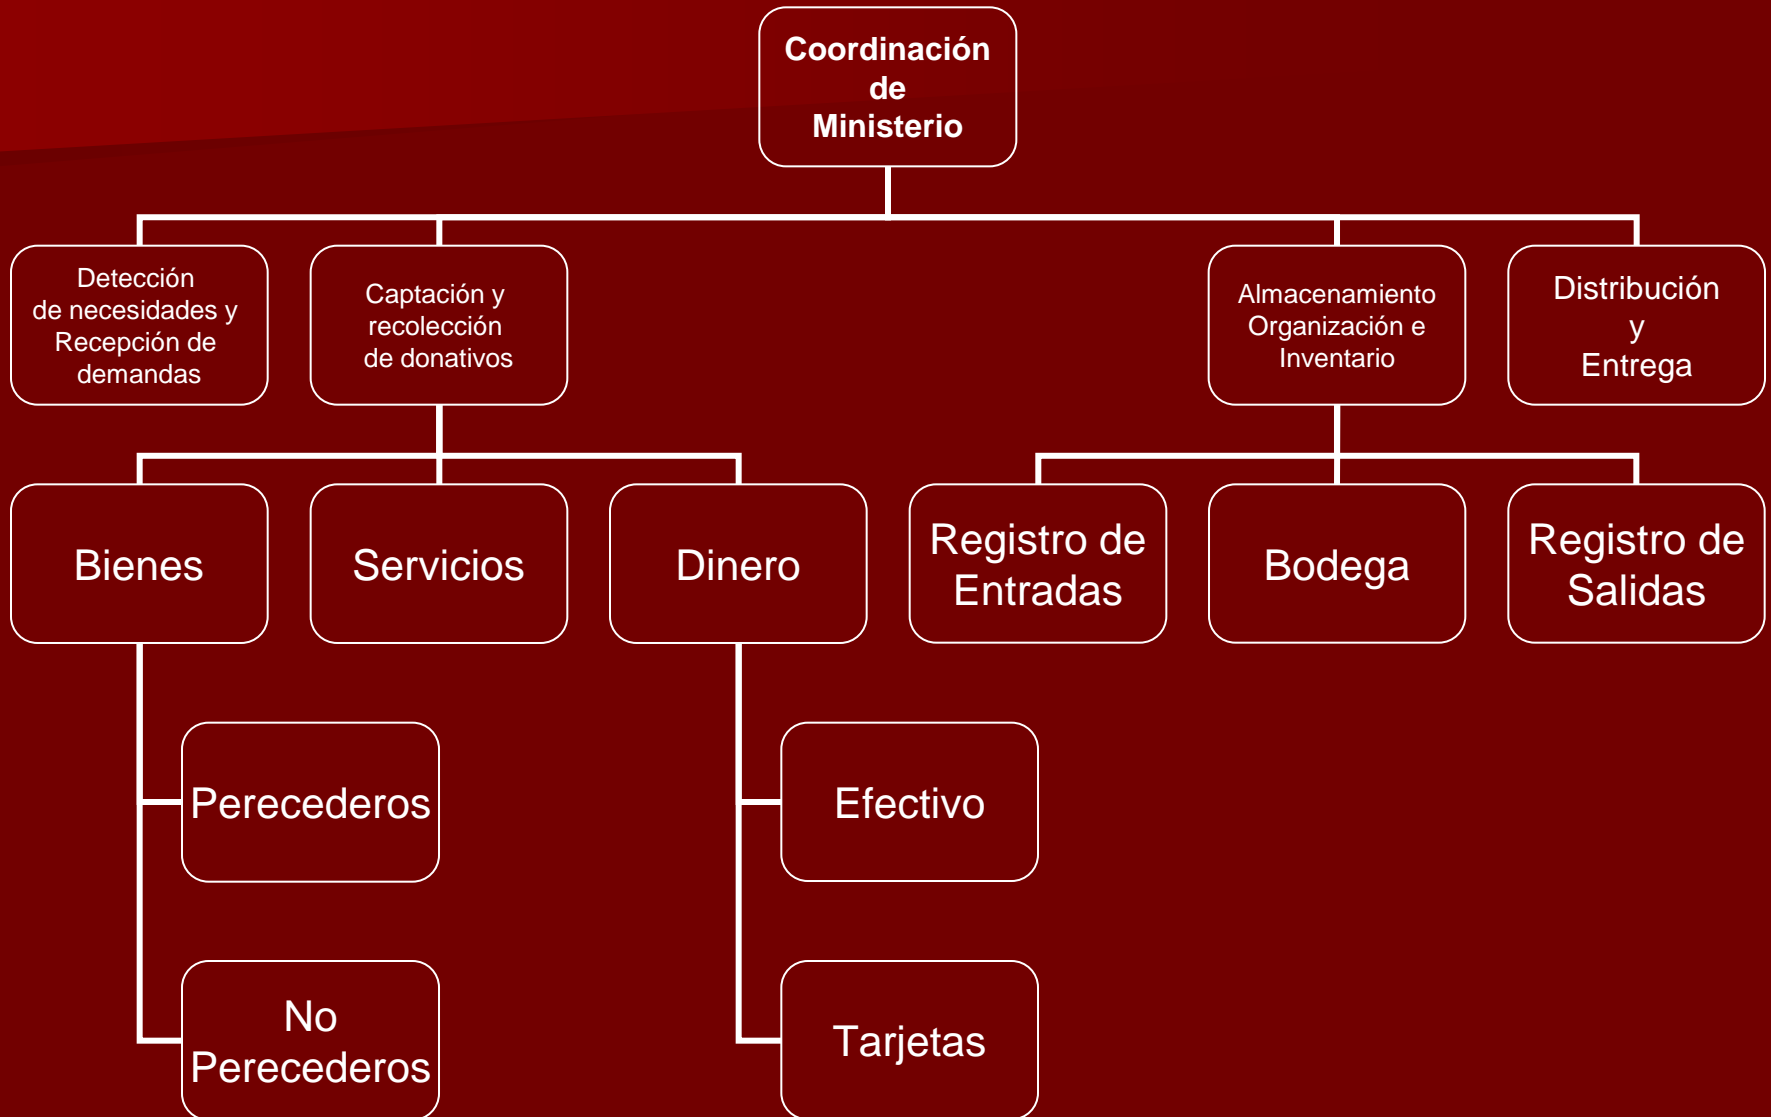 Coordinación
de
Ministerio
Detección
de necesidades y
Recepción de
demandas
Captación y
recolección
de donativos
Almacenamiento
Organización e
Inventario
Distribución
y
Entrega
Bienes
Servicios
Dinero
Registro de
Entradas
Bodega
Registro de
Salidas
Perecederos
Efectivo
No
Perecederos
Tarjetas